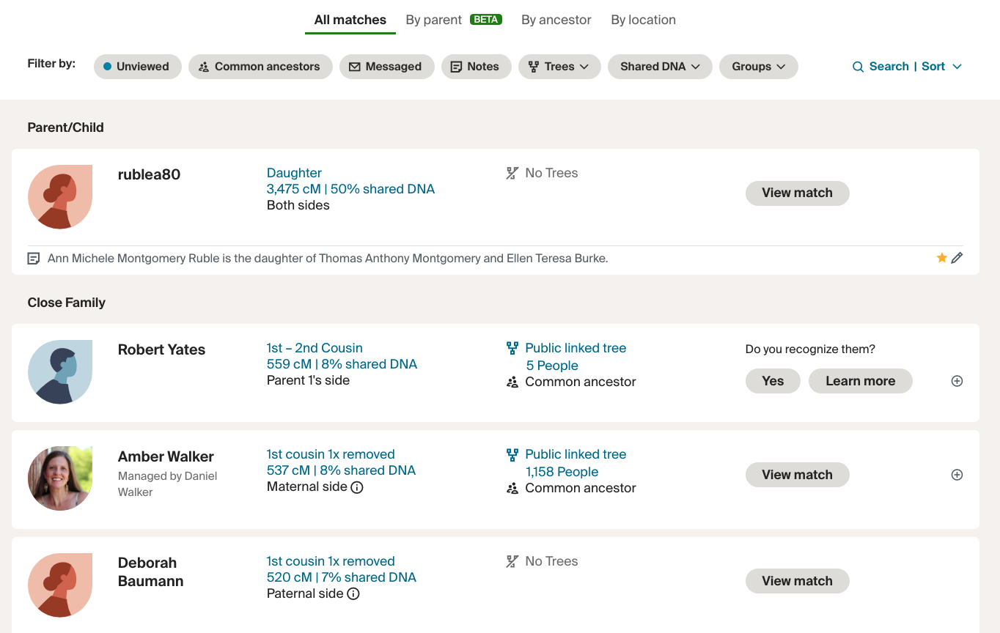 All matches By parent BETA By ancestor By location
Filter by: Unviewed Common ancestors Messaged Notes Trees Shared DNA Groups Search | Sort
Parent/Child
rublea80
Daughter
3,475 cM | 50% shared DNA
Both sides
No Trees
View match
Ann Michele Montgomery Ruble is the daughter of Thomas Anthony Montgomery and Ellen Teresa Burke.
Close Family
Robert Yates
1st – 2nd Cousin
559 cM | 8% shared DNA
Parent 1's side
Public linked tree
5 People
Common ancestor
Do you recognize them?
Yes Learn more
Amber Walker
Managed by Daniel
Walker
1st cousin 1x removed
537 cM | 8% shared DNA
Maternal side
Public linked tree
1,158 People
Common ancestor
View match
Deborah
Baumann
1st cousin 1x removed
520 cM | 7% shared DNA
Paternal side
No Trees
View match